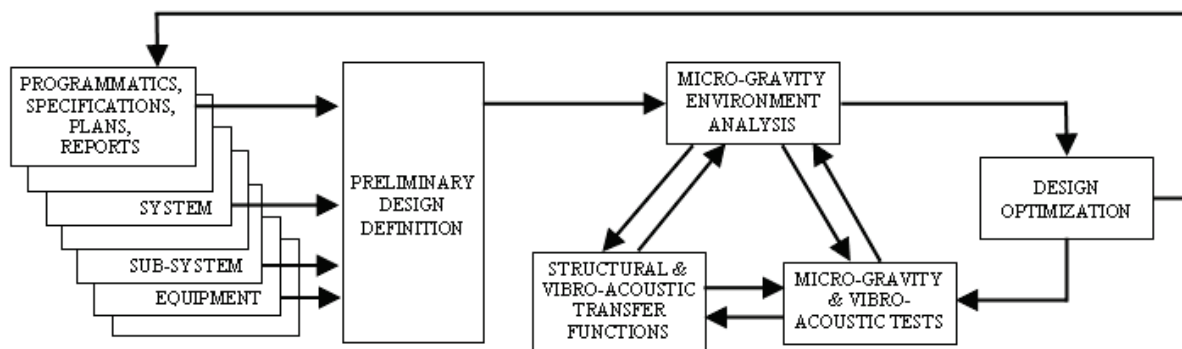 PROGRAMMATICS,
SPECIFICATIONS,
PLANS,
REPORTS
SYSTEM
SUB-SYSTEM
EQUIPMENT
PRELIMINARY
DESIGN
DEFINITION
MICRO-GRAVITY
ENVIRONMENT
ANALYSIS
STRUCTURAL &
VIBRO-ACOUSTIC
TRANSFER
FUNCTIONS
MICRO-GRAVITY
& VIBRO-
ACOUSTIC TESTS
DESIGN
OPTIMIZATION